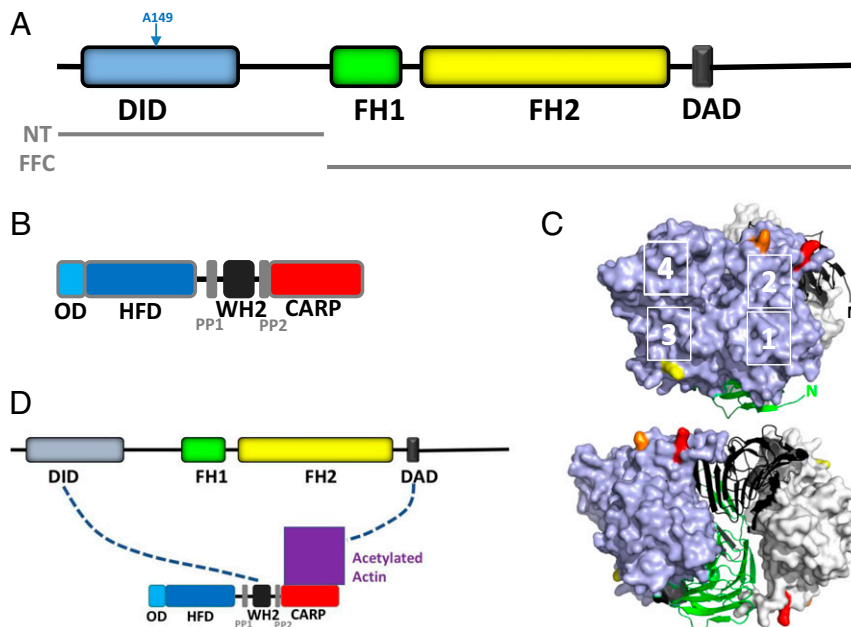 A
A149
DID FH1 FH2 DAD
NT
FFC
B
OD HFD PP1 WH2 PP2 CARP
C
4 2
3 1
N
N
D
DID FH1 FH2 DAD
Acetylated
Actin
OD HFD PP1 WH2 PP2 CARP